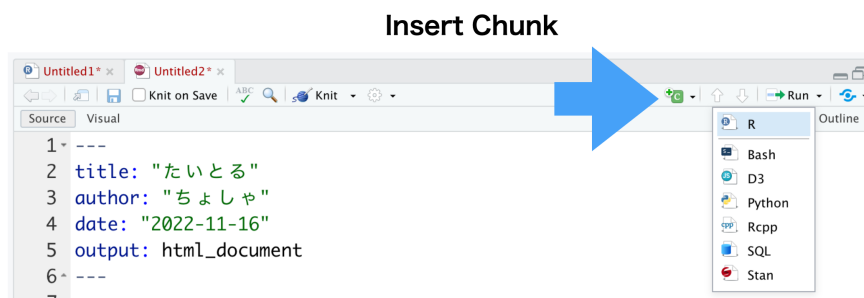 Insert Chunk
Untitled1* × Untitled2* ×
Knit on Save ABC Knit Run
Source Visual Outline
1 ---
2 title: "たいとる"
3 author: "ちょしゃ"
4 date: "2022-11-16"
5 output: html_document
6 ---
R
Bash
D3
Python
Rcpp
SQL
Stan